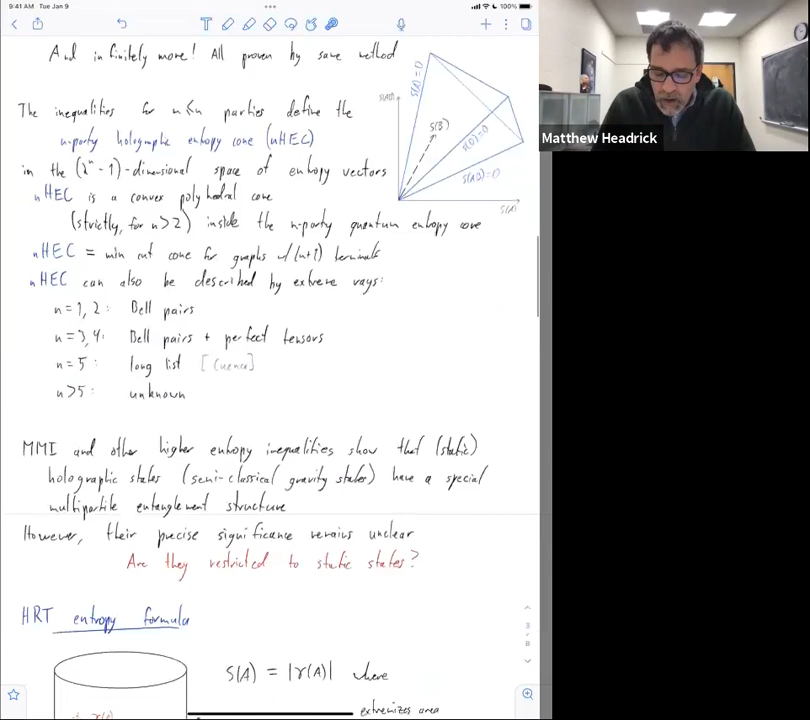 9:41 AM Tue Jan 9
100%
And infinitely more! All proven by same method
The inequalities for n≤n parties define the
n-party holographic entropy cone (nHEC)
in the (2ⁿ-1)-dimensional space of entropy vectors
nHEC is a convex polyhedral cone
(strictly, for n>2) inside the n-party quantum entropy cone
nHEC = min cut cone for graphs w/ (n+1) terminals
nHEC can also be described by extreme rays:
n=1,2: Bell pairs
n=3,4: Bell pairs + perfect tensors
n=5: long list [Cuenca]
n>5: unknown
S(AB)
S(A)=0
S(B)
S(B)=0
S(AB)=0
S(A)
MMI and other higher entropy inequalities show that (static)
holographic states (semi-classical gravity states) have a special
multipartite entanglement structure
However, their precise significance remains unclear
Are they restricted to static states?
HRT entropy formula
S(A) = |γ(A)| where
extremizes area
γ(A)
3
8
Matthew Headrick